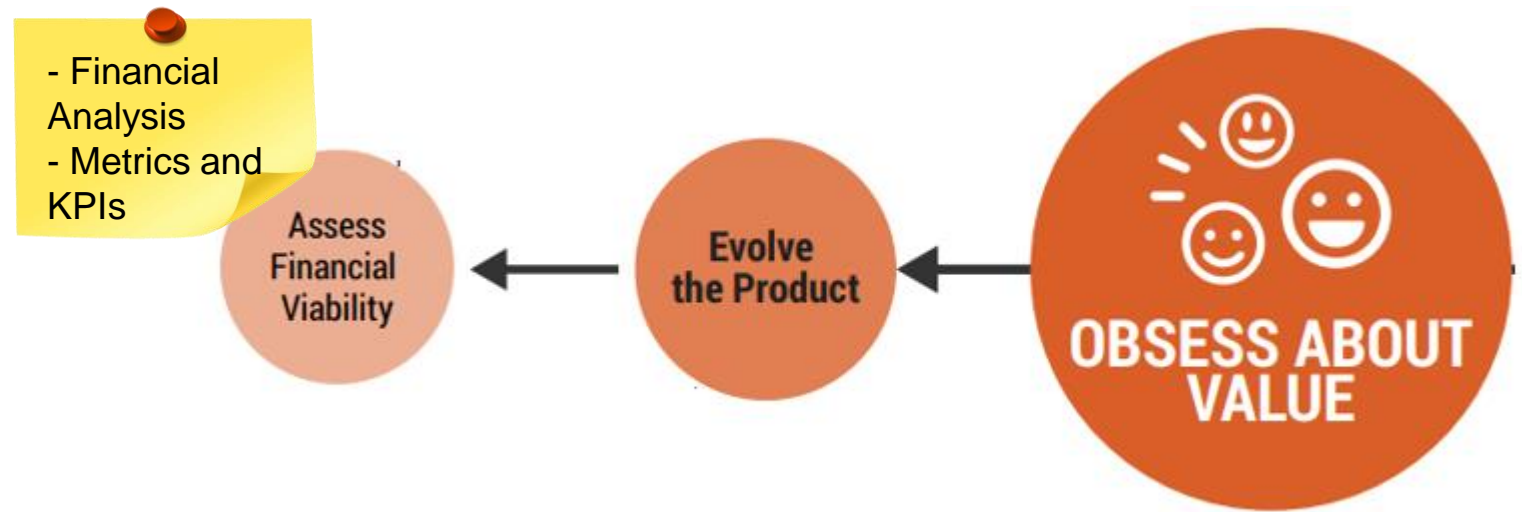 - Financial
Analysis
- Metrics and
KPIs
Assess
Financial
Viability
Evolve
the Product
OBSESS ABOUT
VALUE